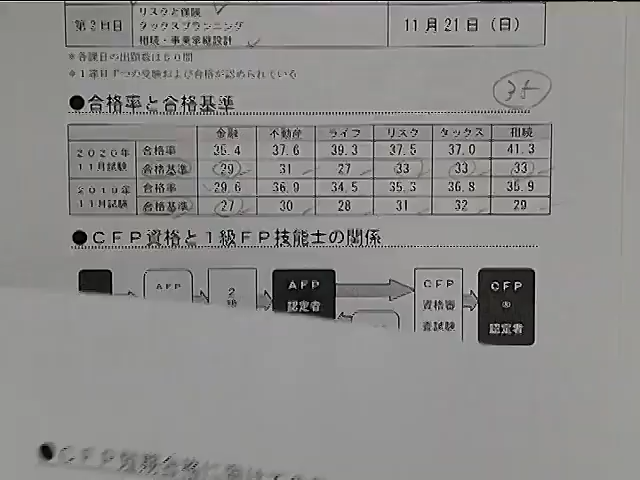 リスクと保険
第2日目 タックスプランニング 11月21日（日）
相続・事業承継設計
＊各課目の出題数は50問
＊1課目ずつの受験および合格が認められている
●合格率と合格基準
金融 不動産 ライフ リスク タックス 相続
2020年11月試験 合格率 35.4 37.6 39.3 37.5 37.0 41.3
合格基準 29 31 27 33 33 33
2019年11月試験 合格率 29.6 36.9 34.5 35.3 36.8 35.9
合格基準 27 30 28 31 32 29
●CFP資格と1級FP技能士の関係
AFP 2級 AFP認定者 CFP資格審査試験 CFP®認定者